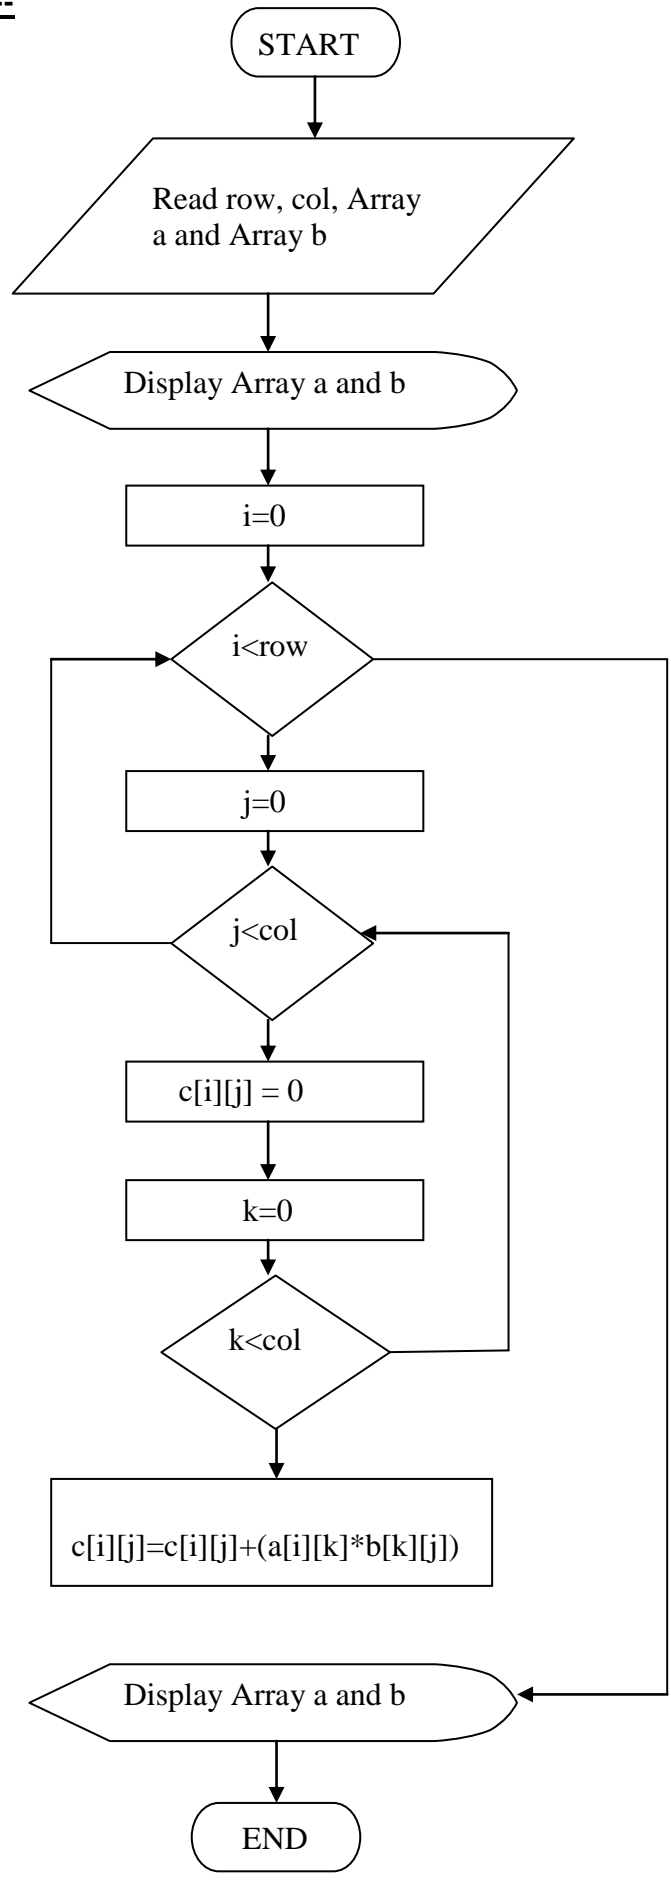 START
Read row, col, Array
a and Array b
Display Array a and b
i=0
i<row
j=0
j<col
c[i][j] = 0
k=0
k<col
c[i][j]=c[i][j]+(a[i][k]*b[k][j])
Display Array a and b
END